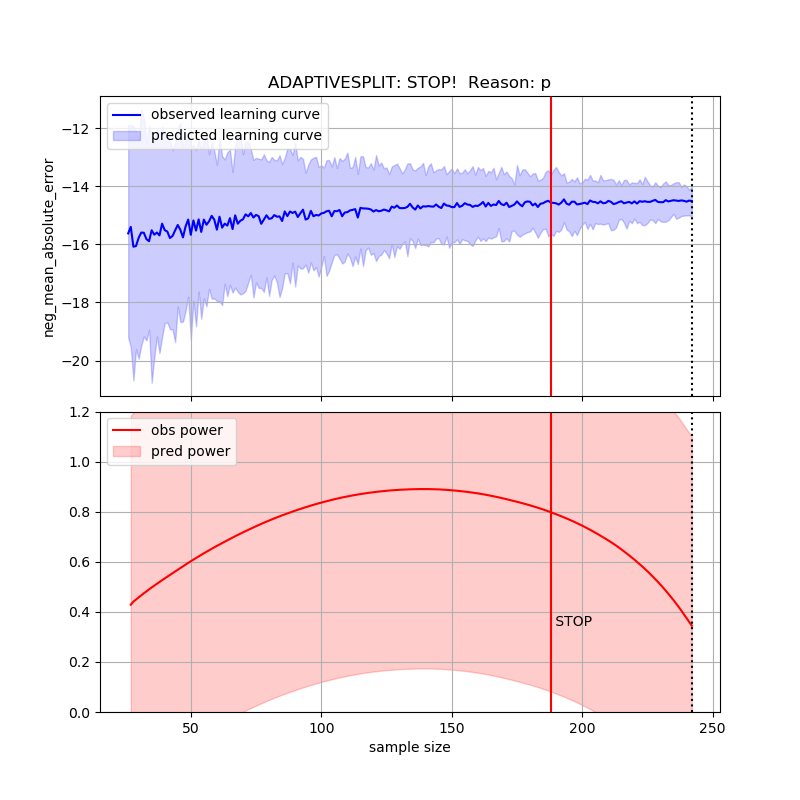 ADAPTIVESPLIT: STOP!  Reason: p
observed learning curve
predicted learning curve
neg_mean_absolute_error
−12
−14
−16
−18
−20
obs power
pred power
1.2
1.0
0.8
0.6
0.4
0.2
0.0
STOP
50 100 150 200 250
sample size